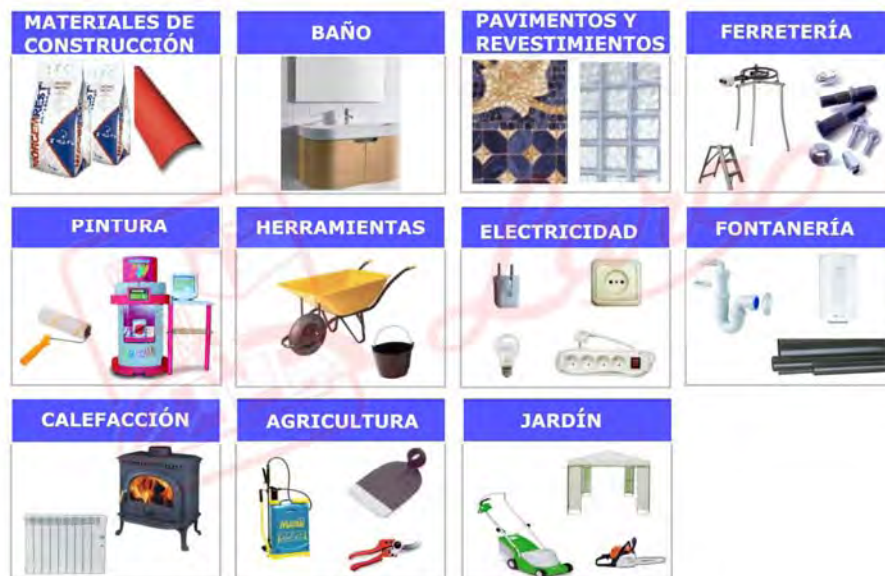 MATERIALES DE
CONSTRUCCIÓN
BAÑO
PAVIMENTOS Y
REVESTIMIENTOS
FERRETERÍA
PINTURA
HERRAMIENTAS
ELECTRICIDAD
FONTANERÍA
CALEFACCIÓN
AGRICULTURA
JARDÍN